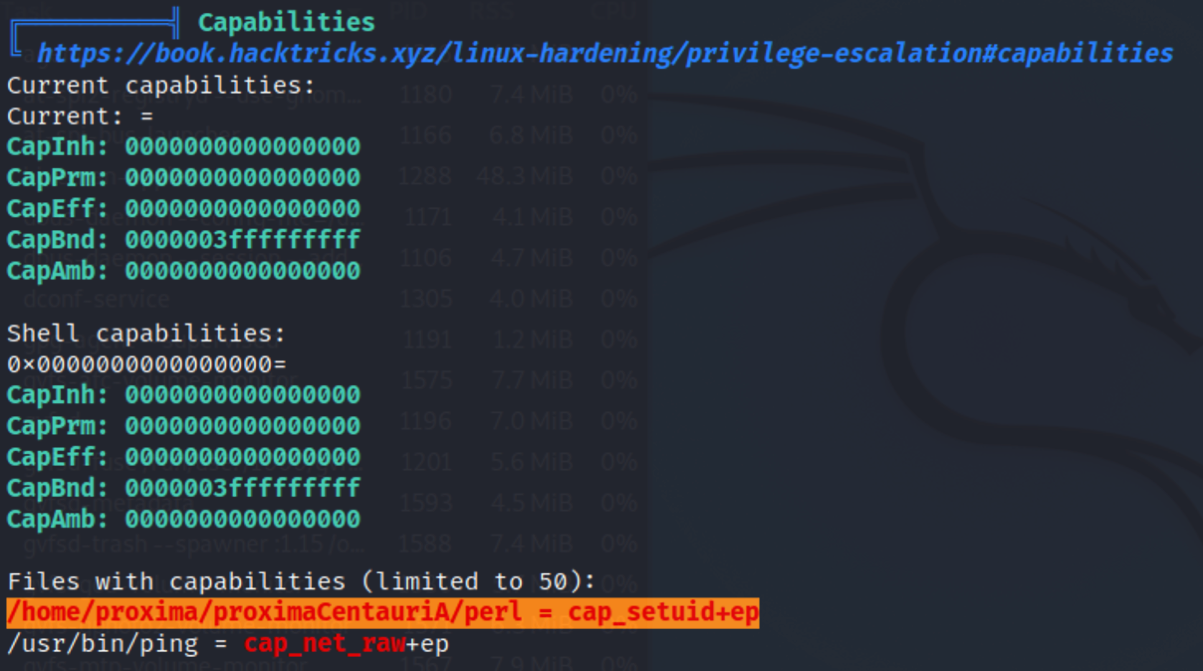 Capabilities
https://book.hacktricks.xyz/linux-hardening/privilege-escalation#capabilities
Current capabilities:
Current: =
CapInh: 0000000000000000
CapPrm: 0000000000000000
CapEff: 0000000000000000
CapBnd: 0000003fffffffff
CapAmb: 0000000000000000
Shell capabilities:
0×0000000000000000=
CapInh: 0000000000000000
CapPrm: 0000000000000000
CapEff: 0000000000000000
CapBnd: 0000003fffffffff
CapAmb: 0000000000000000
Files with capabilities (limited to 50):
/home/proxima/proximaCentauriA/perl = cap_setuid+ep
/usr/bin/ping = cap_net_raw+ep